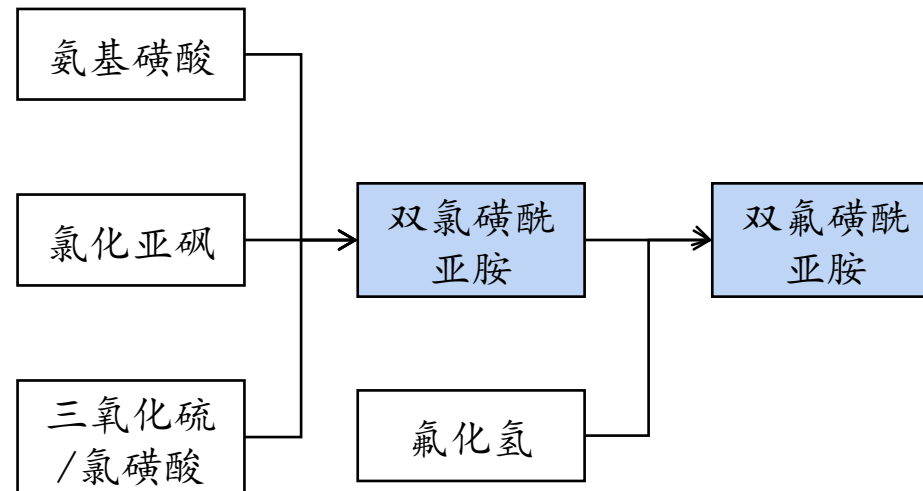 氨基磺酸
氯化亚砜
三氧化硫
/氯磺酸
双氯磺酰
亚胺
氟化氢
双氟磺酰
亚胺